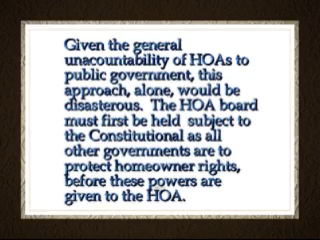 Given the general
unacountability of HOAs to
public government, this
approach, alone, would be
disasterous. The HOA board
must first be held subject to
the Constitutional as all
other governments are to
protect homeowner rights,
before these powers are
given to the HOA.